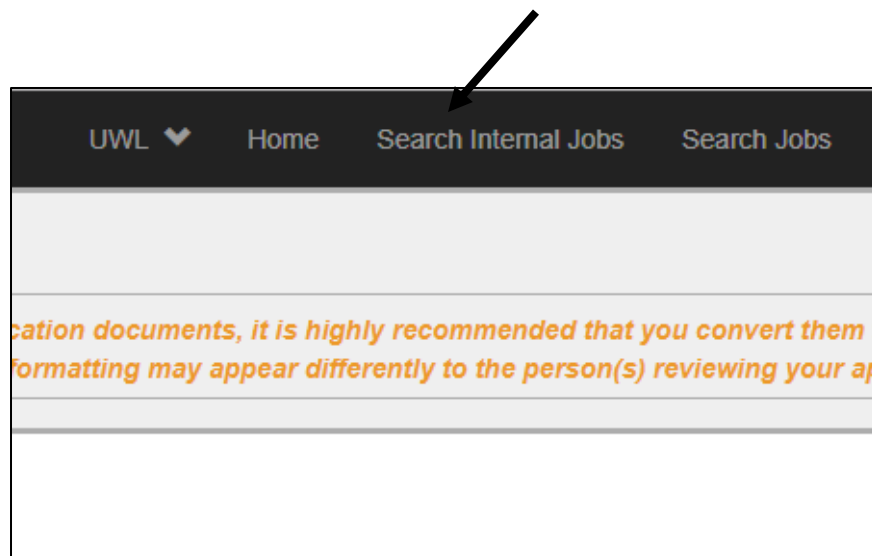 UWL Home Search Internal Jobs Search Jobs
cation documents, it is highly recommended that you convert them
formatting may appear differently to the person(s) reviewing your ap